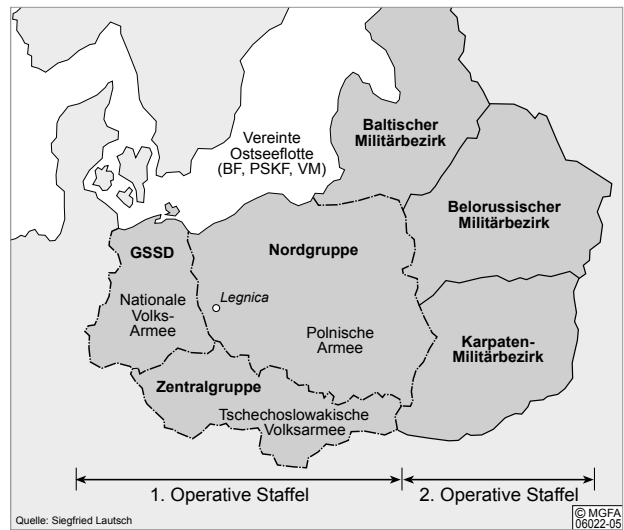 Vereinte
Ostseeflotte
(BF, PSKF, VM)
Baltischer
Militärbezirk
Belorussischer
Militärbezirk
GSSD
Nationale
Volks-
Armee
Nordgruppe
Legnica
Polnische
Armee
Karpaten-
Militärbezirk
Zentralgruppe
Tschechoslowakische
Volksarmee
1. Operative Staffel
2. Operative Staffel
Quelle: Siegfried Lautsch
© MGFA
06022-05